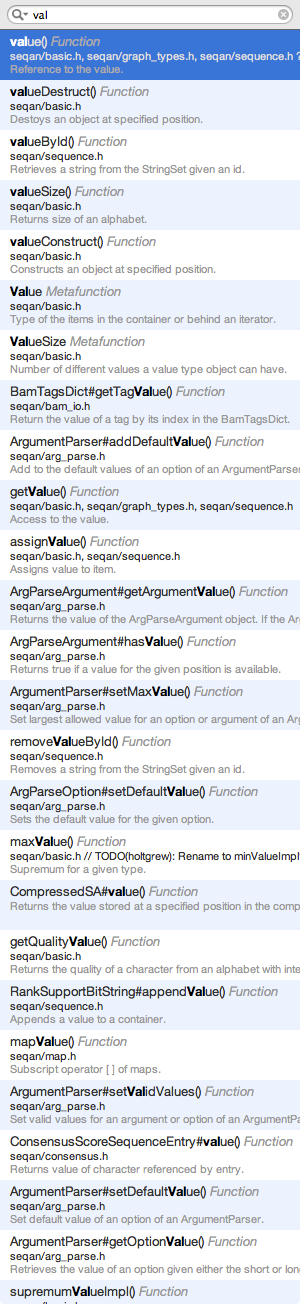 val
value() Function
seqan/basic.h, seqan/graph_types.h, seqan/sequence.h
Reference to the value.
valueDestruct() Function
seqan/basic.h
Destoys an object at specified position.
valueById() Function
seqan/sequence.h
Retrieves a string from the StringSet given an id.
valueSize() Function
seqan/basic.h
Returns size of an alphabet.
valueConstruct() Function
seqan/basic.h
Constructs an object at specified position.
Value Metafunction
seqan/basic.h
Type of the items in the container or behind an iterator.
ValueSize Metafunction
seqan/basic.h
Number of different values a value type object can have.
BamTagsDict#getTagValue() Function
seqan/bam_io.h
Return the value of a tag by its index in the BamTagsDict.
ArgumentParser#addDefaultValue() Function
seqan/arg_parse.h
Add to the default values of an option of an ArgumentParser
getValue() Function
seqan/basic.h, seqan/graph_types.h, seqan/sequence.h
Access to the value.
assignValue() Function
seqan/basic.h, seqan/sequence.h
Assigns value to item.
ArgParseArgument#getArgumentValue() Function
seqan/arg_parse.h
Returns the value of the ArgParseArgument object. If the Ar
ArgParseArgument#hasValue() Function
seqan/arg_parse.h
Returns true if a value for the given position is available.
ArgumentParser#setMaxValue() Function
seqan/arg_parse.h
Set largest allowed value for an option or argument of an Ar
removeValueById() Function
seqan/sequence.h
Removes a string from the StringSet given an id.
ArgParseOption#setDefaultValue() Function
seqan/arg_parse.h
Sets the default value for the given option.
maxValue() Function
seqan/basic.h // TODO(holtgrew): Rename to minValueImpl
Supremum for a given type.
CompressedSA#value() Function
Returns the value stored at a specified position in the comp
getQualityValue() Function
seqan/basic.h
Returns the quality of a character from an alphabet with inte
RankSupportBitString#appendValue() Function
seqan/sequence.h
Appends a value to a container.
mapValue() Function
seqan/map.h
Subscript operator [ ] of maps.
ArgumentParser#setValidValues() Function
seqan/arg_parse.h
Set valid values for an argument or option of an ArgumentPa
ConsensusScoreSequenceEntry#value() Function
seqan/consensus.h
Returns value of character referenced by entry.
ArgumentParser#setDefaultValue() Function
seqan/arg_parse.h
Set default value of an option of an ArgumentParser.
ArgumentParser#getOptionValue() Function
seqan/arg_parse.h
Retrieves the value of an option given either the short or lon
supremumValueImpl() Function